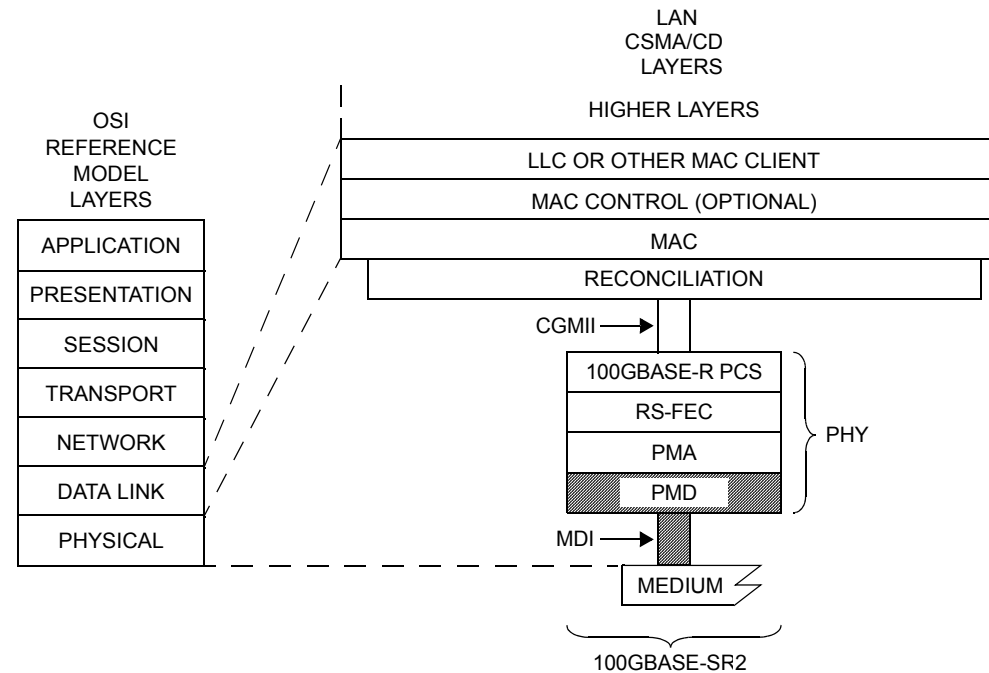 LAN
CSMA/CD
LAYERS
HIGHER LAYERS
OSI
REFERENCE
MODEL
LAYERS
APPLICATION
PRESENTATION
SESSION
TRANSPORT
NETWORK
DATA LINK
PHYSICAL
LLC OR OTHER MAC CLIENT
MAC CONTROL (OPTIONAL)
MAC
RECONCILIATION
CGMII
100GBASE-R PCS
RS-FEC
PMA
PMD
PHY
MDI
MEDIUM
100GBASE-SR2